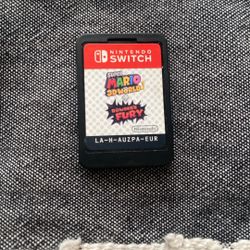 NINTENDO
SWITCH
SUPER
MARIO
3D WORLD
BOWSER'S
FURY
Nintendo
LA-H-AUZPA-EUR